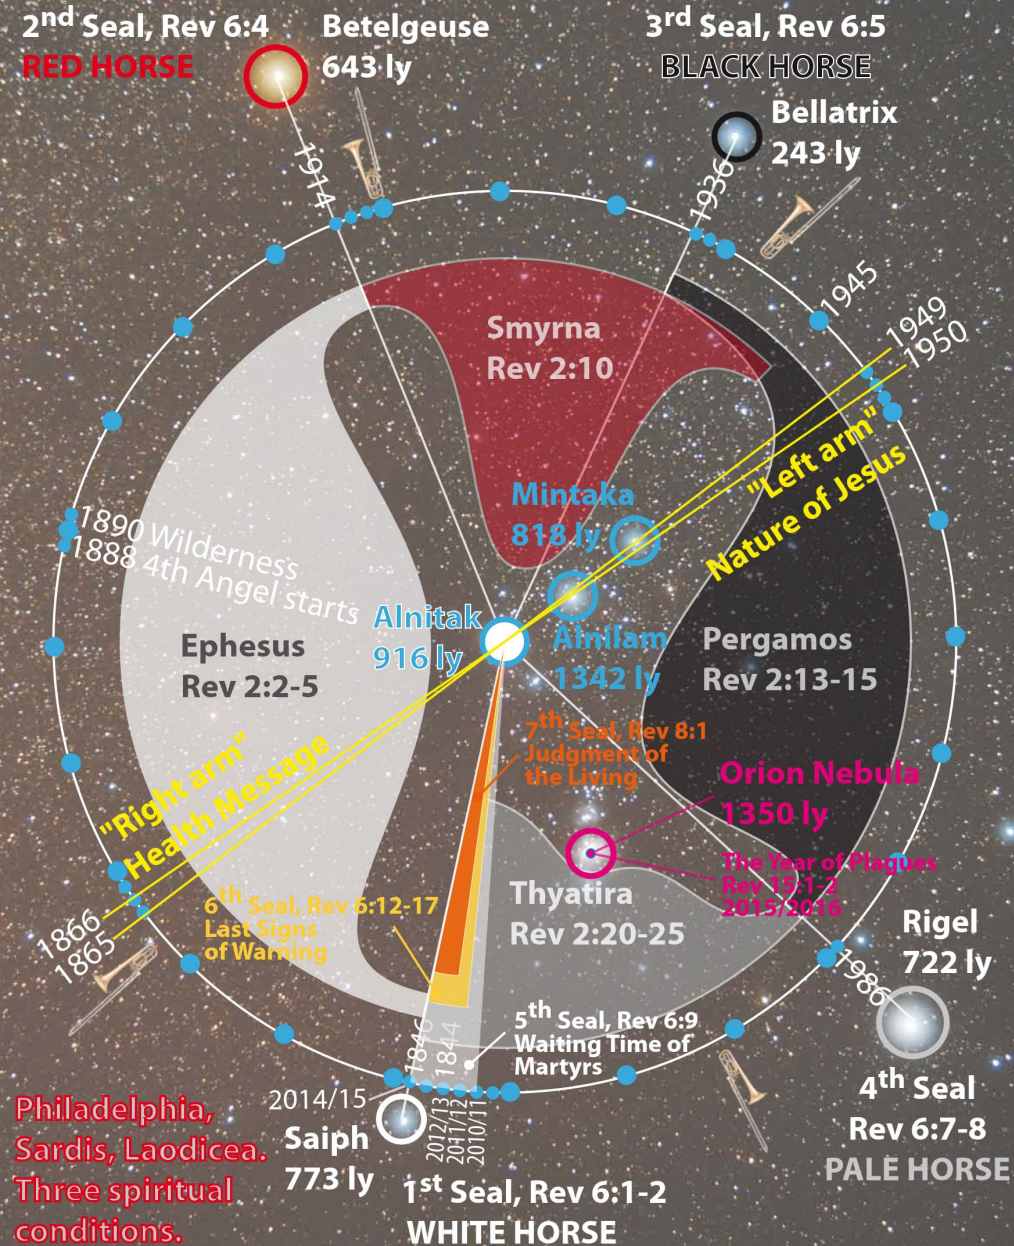 2nd Seal, Rev 6:4
RED HORSE
Betelgeuse
643 ly
3rd Seal, Rev 6:5
BLACK HORSE
Bellatrix
243 ly
1914
1936
1945
1949
1950
Smyrna
Rev 2:10
"Left arm"
Nature of Jesus
Mintaka
818 ly
1890 Wilderness
1888 4th Angel starts
Alnitak
916 ly
Alnilam
1342 ly
Ephesus
Rev 2:2-5
Pergamos
Rev 2:13-15
7th Seal, Rev 8:1
Judgment of
the Living
Orion Nebula
1350 ly
"Right arm"
Health Message
The Year of Plagues
Rev 15:1-2
2015/2016
Thyatira
Rev 2:20-25
6th Seal, Rev 6:12-17
Last Signs
of Warning
1866
1865
Rigel
722 ly
1986
5th Seal, Rev 6:9
Waiting Time of
Martyrs
1846
1844
2014/15
2012/13
2011/12
2010/11
4th Seal
Rev 6:7-8
PALE HORSE
Philadelphia,
Sardis, Laodicea.
Three spiritual
conditions.
Saiph
773 ly
1st Seal, Rev 6:1-2
WHITE HORSE